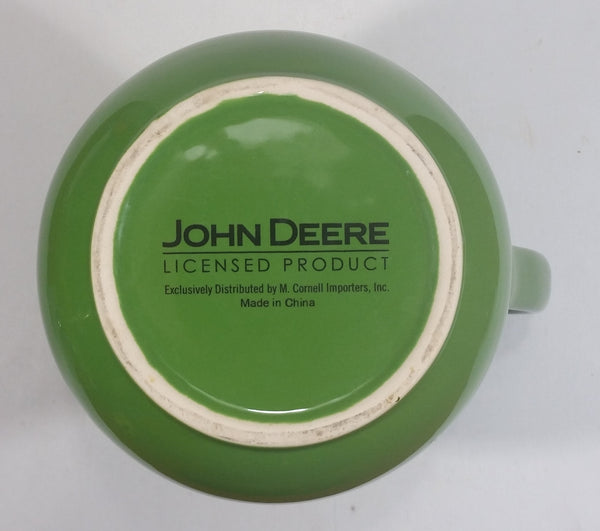 JOHN DEERE
LICENSED PRODUCT
Exclusively Distributed by M. Cornell Importers, Inc.
Made in China